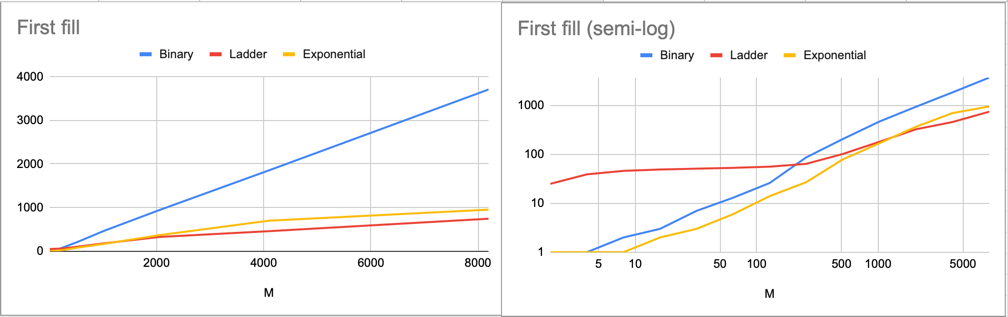 First fill
Binary Ladder Exponential
4000
3000
2000
1000
0
2000 4000 6000 8000
M
First fill (semi-log)
Binary Ladder Exponential
1000
100
10
1
5 10 50 100 500 1000 5000
M